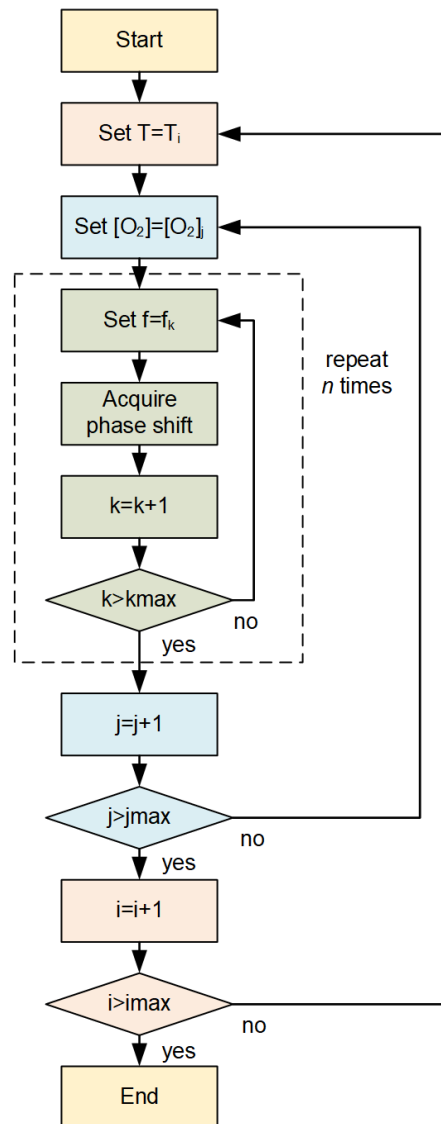 Start
Set T=Tᵢ
Set [O₂]=[O₂]ⱼ
Set f=fₖ
repeat
n times
Acquire
phase shift
k=k+1
k>kmax
no
yes
j=j+1
j>jmax
no
yes
i=i+1
i>imax
no
yes
End